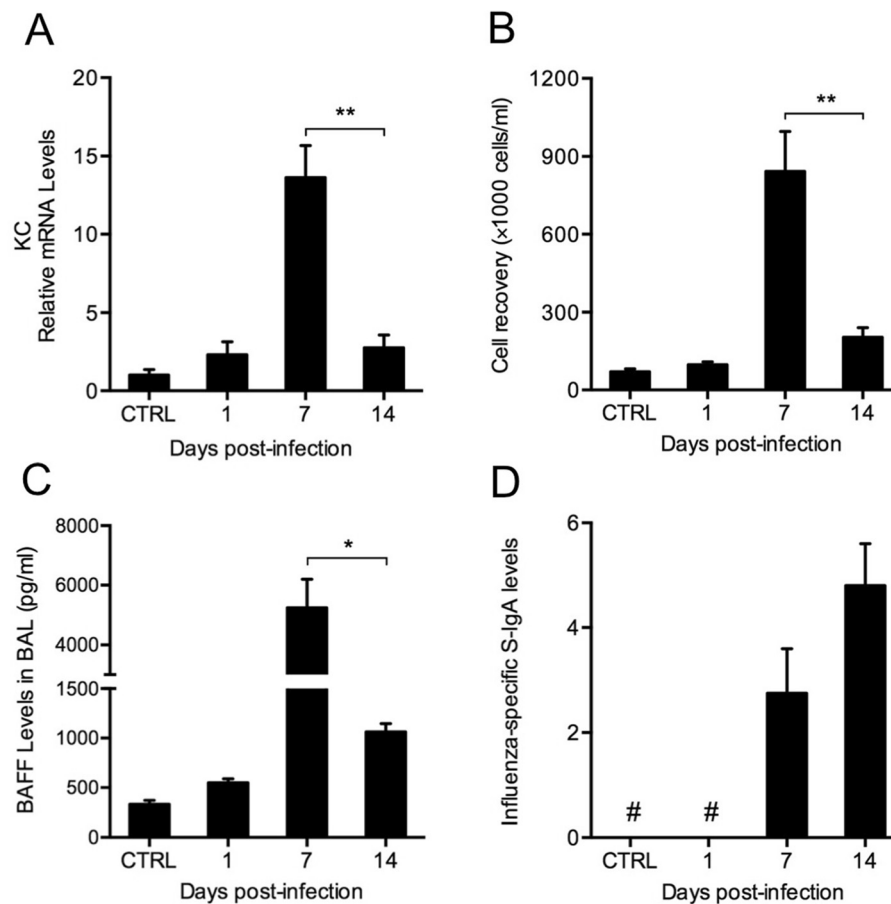 A
KC
Relative mRNA Levels
20
15
10
5
0
**
CTRL 1 7 14
Days post-infection
B
Cell recovery (×1000 cells/ml)
1200
900
600
300
0
**
CTRL 1 7 14
Days post-infection
C
BAFF Levels in BAL (pg/ml)
8000
6000
4000
1500
1000
500
0
*
CTRL 1 7 14
Days post-infection
D
Influenza-specific S-IgA levels
6
4
2
0
# #
CTRL 1 7 14
Days post-infection